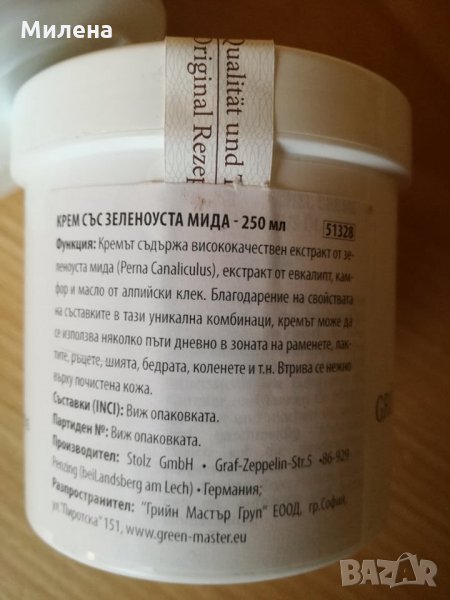 Милена
Qualität und
Original Rezep
КРЕМ СЪС ЗЕЛЕНОУСТА МИДА - 250 мл
51328
Функция: Кремът съдържа висококачествен екстракт от зе-
леноуста мида (Perna Canaliculus), екстракт от евкалипт, кам-
фор и масло от алпийски клек. Благодарение на свойствата
на съставките в тази уникална комбинаци, кремът може да
се използва няколко пъти дневно в зоната на раменете, лак-
тите, ръцете, шията, бедрата, коленете и т.н. Втрива се нежно
върху почистена кожа.
Съставки (INCI): Виж опаковката.
Партиден №: Виж опаковката.
Производител: Stolz GmbH • Graf-Zeppelin-Str.5 •86-929
Penzing (beiLandsberg am Lech) • Германия;
Разпространител: "Грийн Мастър Груп" ЕООД, гр.София,
ул."Пиротска" 151, www.green-master.eu
BAZAR